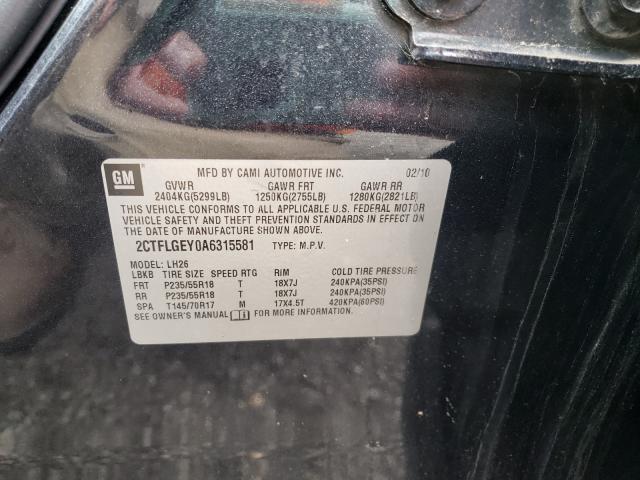 GM
MFD BY CAMI AUTOMOTIVE INC. 02/10
GVWR GAWR FRT GAWR RR
2404KG(5299LB) 1250KG(2755LB) 1280KG(2821LB)
THIS VEHICLE CONFORMS TO ALL APPLICABLE U.S. FEDERAL MOTOR
VEHICLE SAFETY AND THEFT PREVENTION STANDARDS IN EFFECT ON
THE DATE OF MANUFACTURE SHOWN ABOVE.
2CTFLGEY0A6315581 TYPE: M.P.V.
MODEL: LH26
LBKB TIRE SIZE SPEED RTG RIM COLD TIRE PRESSURE
FRT P235/55R18 T 18X7J 240KPA(35PSI)
RR P235/55R18 T 18X7J 240KPA(35PSI)
SPA T145/70R17 M 17X4.5T 420KPA(60PSI)
SEE OWNER'S MANUAL FOR MORE INFORMATION.